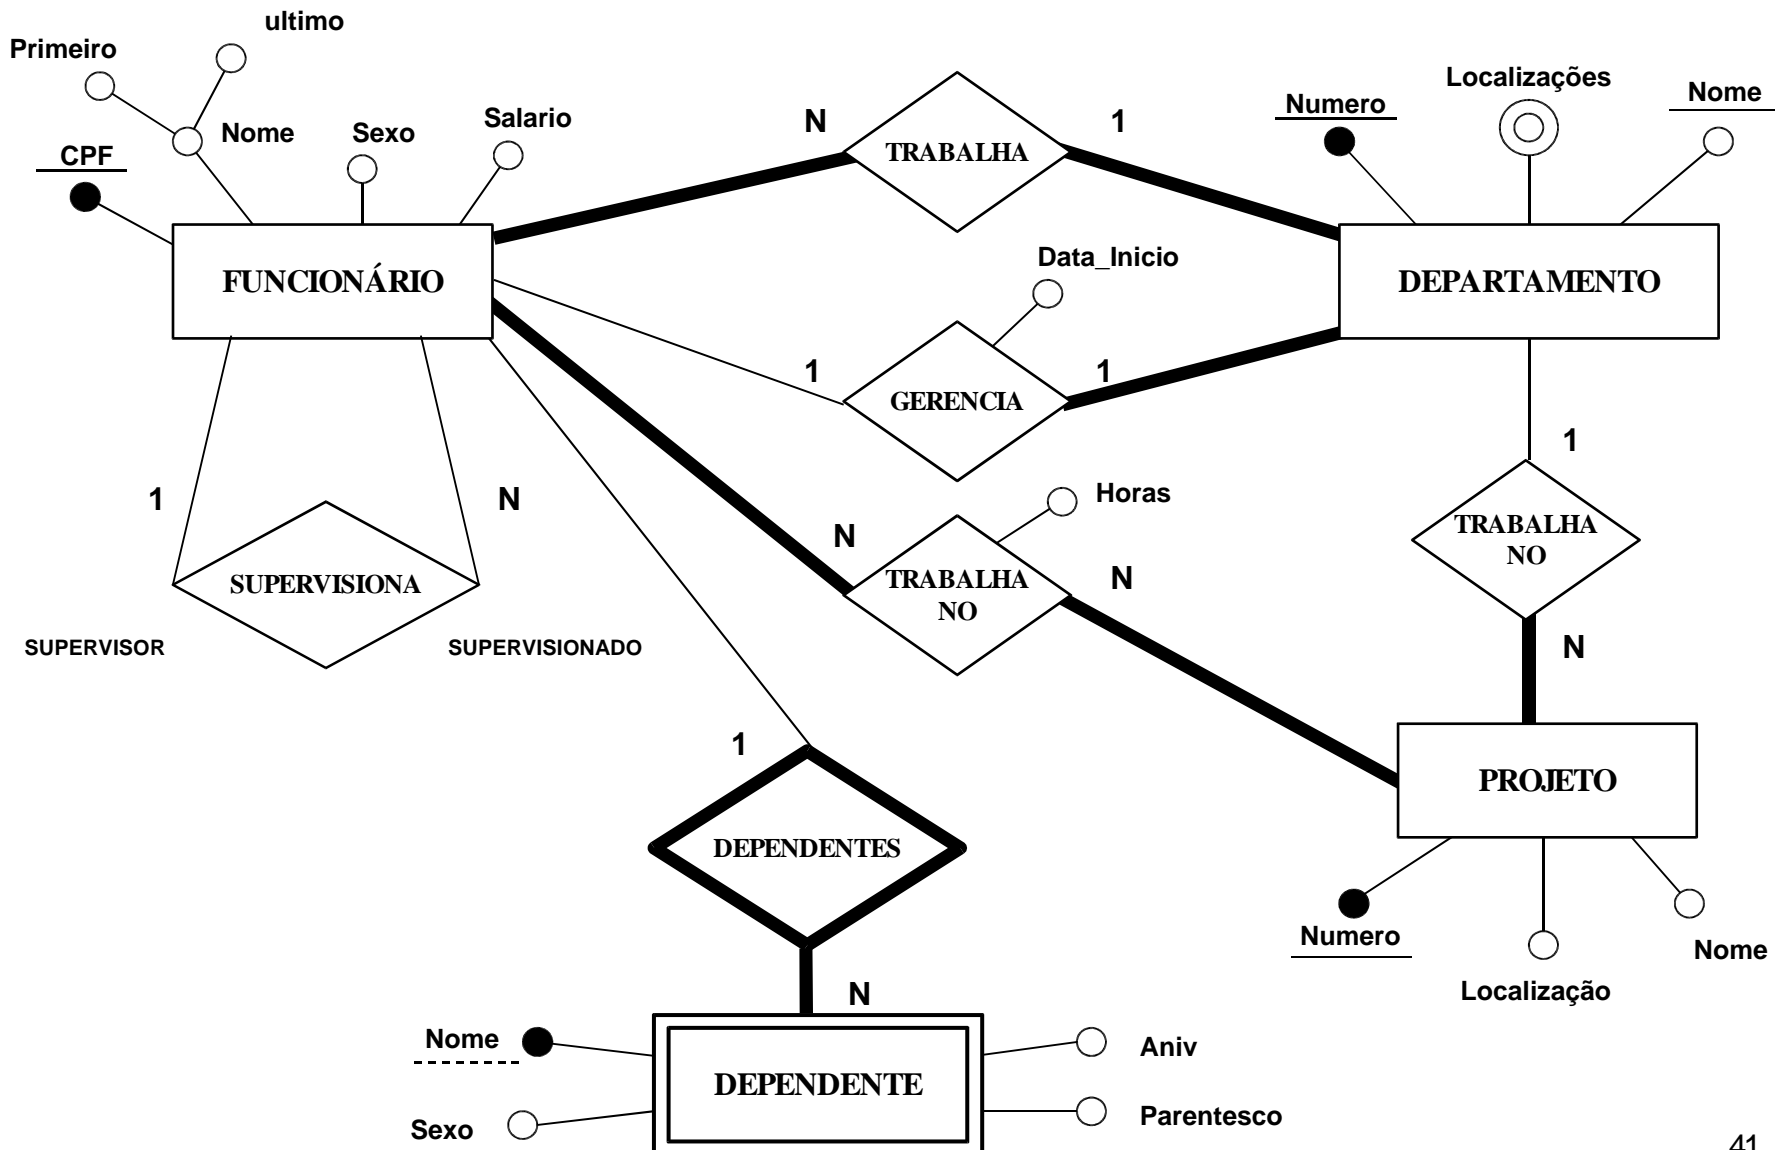 ultimo
Primeiro
Localizações
Numero
Nome
N
1
Nome
Sexo
Salario
CPF
TRABALHA
Data_Inicio
FUNCIONÁRIO
DEPARTAMENTO
1
1
GERENCIA
1
1
N
Horas
N
N
TRABALHA
NO
TRABALHA
NO
SUPERVISIONA
SUPERVISOR
SUPERVISIONADO
N
1
PROJETO
DEPENDENTES
Numero
Nome
Localização
N
Nome
Aniv
DEPENDENTE
Sexo
Parentesco
41